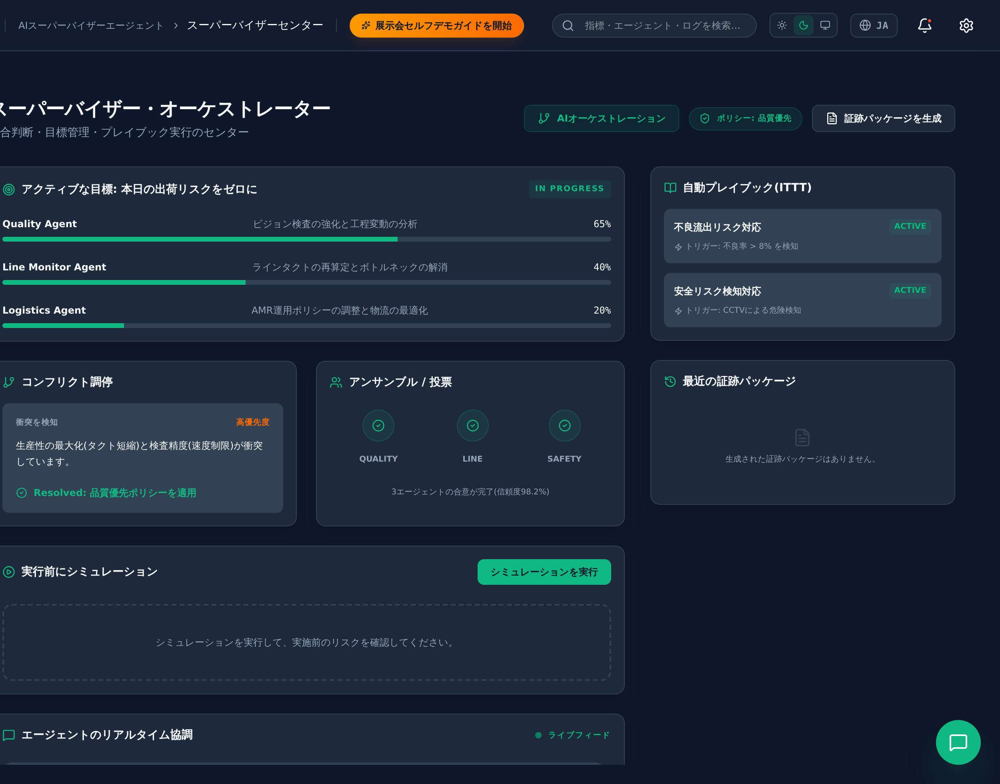 AIスーパーバイザーエージェント > スーパーバイザーセンター
展示会セルフデモガイドを開始
指標・エージェント・ログを検索...
JA
スーパーバイザー・オーケストレーター
合判断・目標管理・プレイブック実行のセンター
AIオーケストレーション
ポリシー: 品質優先
証跡パッケージを生成
アクティブな目標: 本日の出荷リスクをゼロに
IN PROGRESS
Quality Agent ビジョン検査の強化と工程変動の分析 65%
Line Monitor Agent ラインタクトの再算定とボトルネックの解消 40%
Logistics Agent AMR運用ポリシーの調整と物流の最適化 20%
自動プレイブック(ITTT)
不良流出リスク対応 ACTIVE
トリガー: 不良率 > 8% を検知
安全リスク検知対応 ACTIVE
トリガー: CCTVによる危険検知
コンフリクト調停
衝突を検知 高優先度
生産性の最大化(タクト短縮)と検査精度(速度制限)が衝突
しています。
Resolved: 品質優先ポリシーを適用
アンサンブル / 投票
QUALITY LINE SAFETY
3エージェントの合意が完了(信頼度98.2%)
最近の証跡パッケージ
生成された証跡パッケージはありません。
実行前にシミュレーション
シミュレーションを実行
シミュレーションを実行して、実施前のリスクを確認してください。
エージェントのリアルタイム協調
ライブフィード